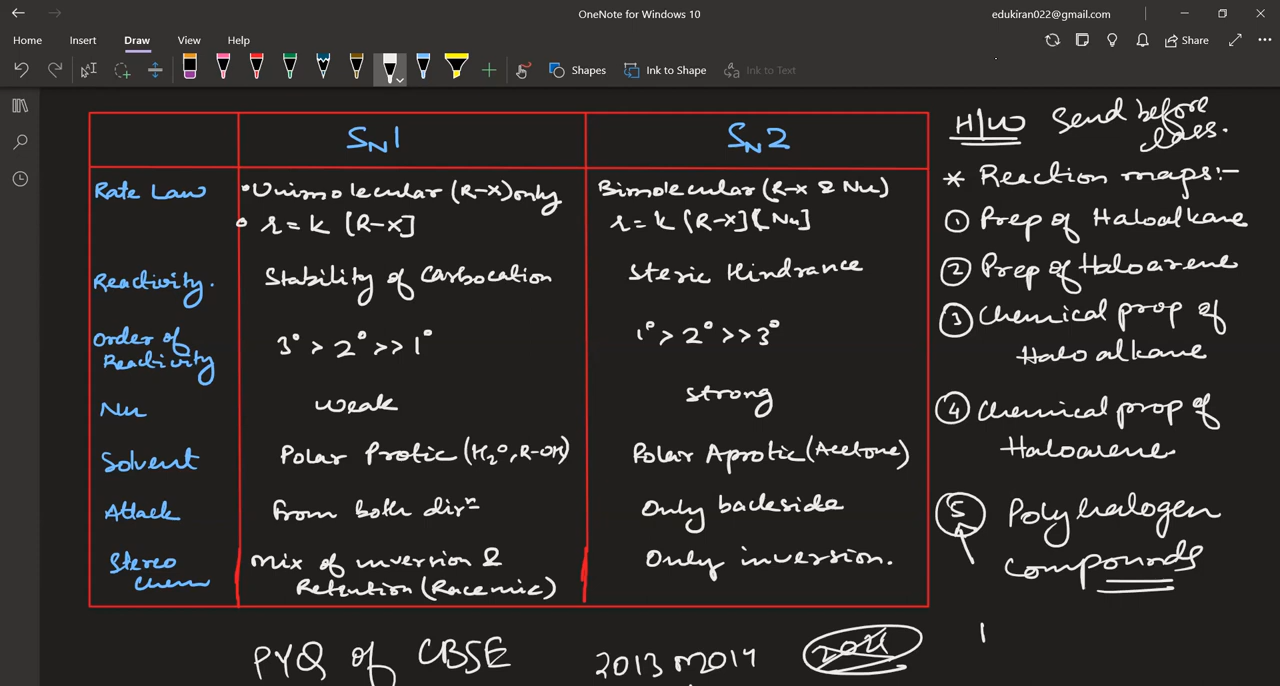 OneNote for Windows 10
edukiran022@gmail.com
Home Insert Draw View Help
Share
Shapes Ink to Shape Ink to Text
SN1 SN2
Rate Law
• Unimolecular (R-X) only
• r = k [R-X]
Bimolecular (R-X & Nu)
r = k [R-X][Nu]
Reactivity.
Stability of Carbocation
Steric Hindrance
Order of
Reactivity
3° > 2° >> 1°
1° > 2° >> 3°
Nu
weak
strong
Solvent
Polar Protic (H2O, R-OH)
Polar Aprotic (Acetone)
Attack
From both dirⁿ
Only backside
Stereo
Chem
Mix of inversion &
Retention (Racemic)
Only inversion.
H/W Send before
class.
* Reaction maps:-
① Prep of Haloalkane
② Prep of Haloarene
③ Chemical prop of
Haloalkane
④ Chemical prop of
Haloarene
⑤ Polyhalogen
compounds
PYQ of CBSE 2013